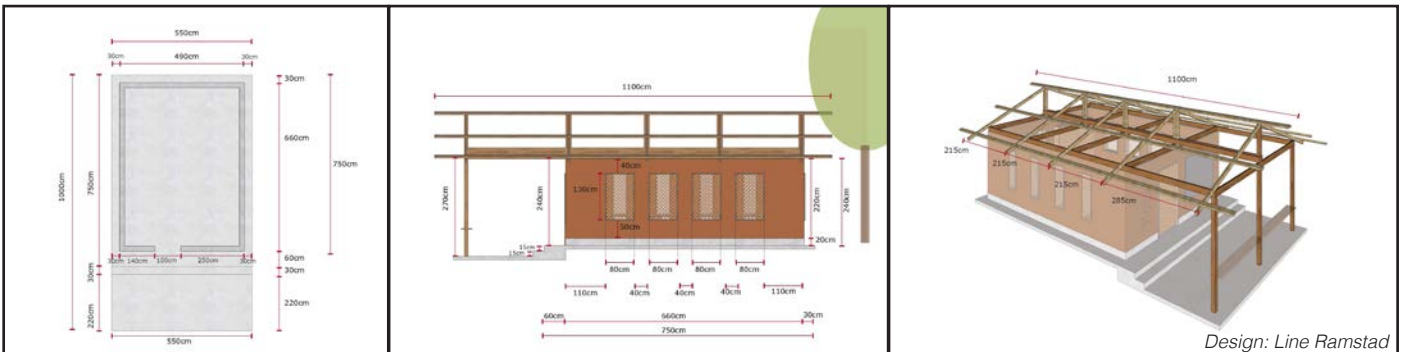 550cm
30cm 490cm 30cm
30cm
660cm
750cm
1000cm
750cm
30cm 140cm 100cm 250cm 30cm
60cm
30cm
30cm
220cm
220cm
550cm
1100cm
40cm
130cm
50cm
270cm
240cm
220cm
240cm
20cm
15cm
15cm
80cm 80cm 80cm 80cm
110cm 40cm 40cm 40cm 110cm
60cm 660cm 30cm
750cm
1100cm
215cm
215cm
215cm
285cm
Design: Line Ramstad